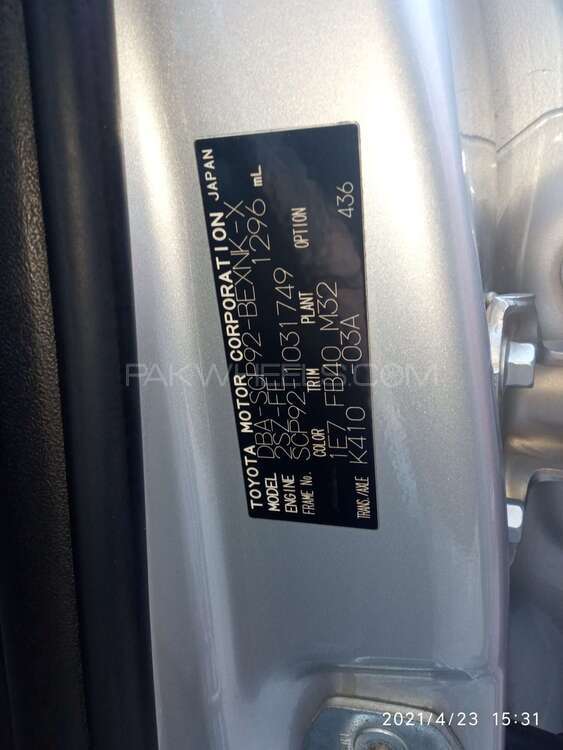 TOYOTA MOTOR CORPORATION JAPAN
MODEL DBA-SCP92-BEXNK-X
ENGINE 2SZ-FE 1296 mL
FRAME No. SCP92-1031749
COLOR TRIM PLANT OPTION
1E7 FB40 M32 436
TRANS./AXLE K410 -03A
PAKWHEELS.COM
2021/4/23 15:31